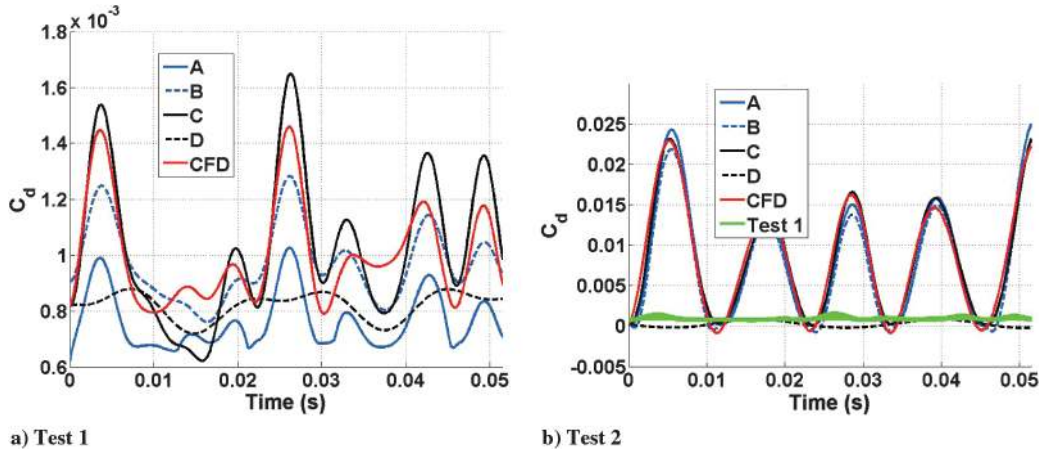 x 10⁻³
1.8
1.6
1.4
1.2
1
0.8
0.6
C_d
0 0.01 0.02 0.03 0.04 0.05
Time (s)
A
B
C
D
CFD
a) Test 1
0.025
0.02
0.015
0.01
0.005
0
-0.005
C_d
0 0.01 0.02 0.03 0.04 0.05
Time (s)
A
B
C
D
CFD
Test 1
b) Test 2